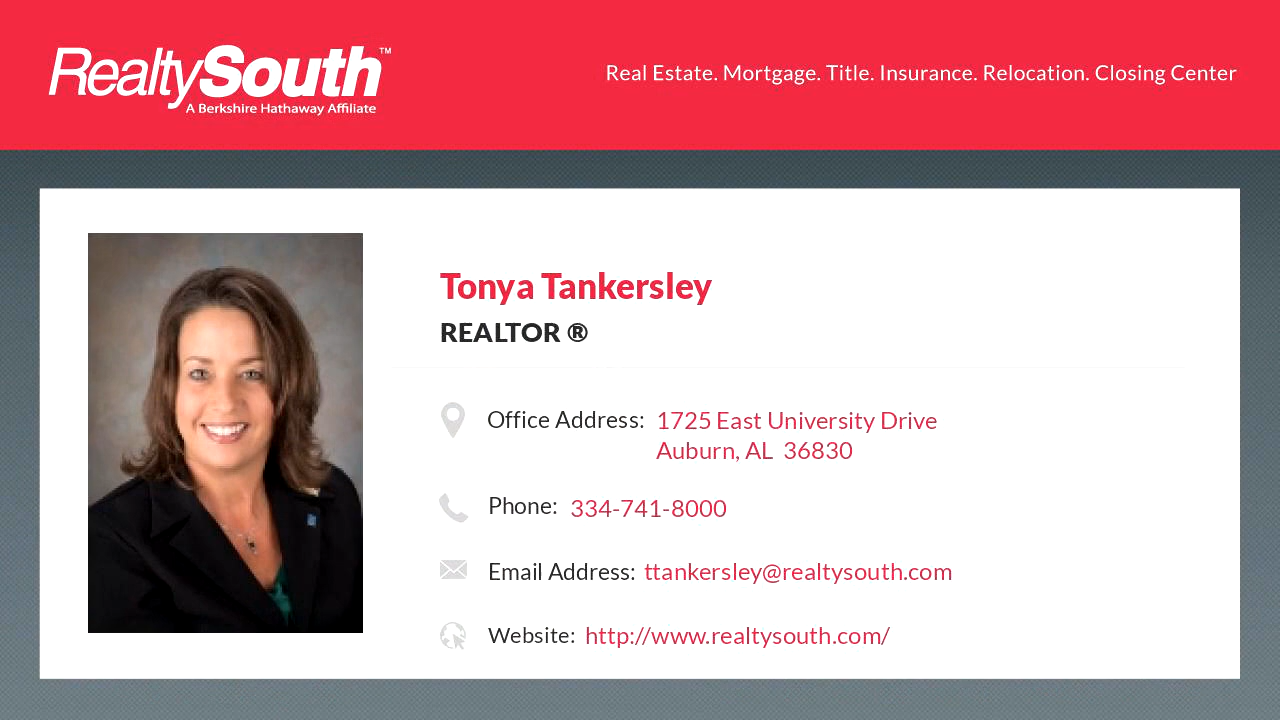 RealtySouth™
A Berkshire Hathaway Affiliate
Real Estate. Mortgage. Title. Insurance. Relocation. Closing Center
Tonya Tankersley
REALTOR ®
Office Address: 1725 East University Drive
Auburn, AL 36830
Phone: 334-741-8000
Email Address: ttankersley@realtysouth.com
Website: http://www.realtysouth.com/